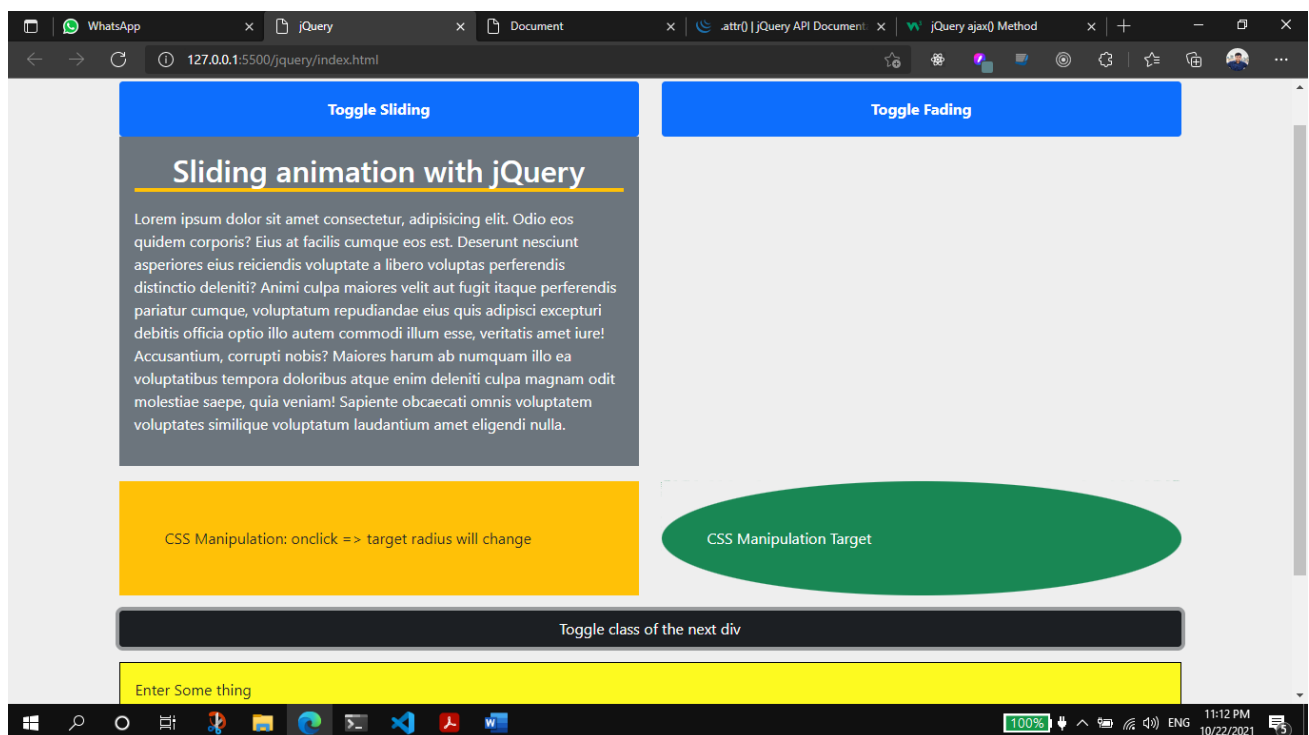 WhatsApp
jQuery
Document
.attr() | jQuery API Document
jQuery ajax() Method
127.0.0.1:5500/jquery/index.html
Toggle Sliding
Toggle Fading
Sliding animation with jQuery
Lorem ipsum dolor sit amet consectetur, adipisicing elit. Odio eos
quidem corporis? Eius at facilis cumque eos est. Deserunt nesciunt
asperiores eius reiciendis voluptate a libero voluptas perferendis
distinctio deleniti? Animi culpa maiores velit aut fugit itaque perferendis
pariatur cumque, voluptatum repudiandae eius quis adipisci excepturi
debitis officia optio illo autem commodi illum esse, veritatis amet iure!
Accusantium, corrupti nobis? Maiores harum ab numquam illo ea
voluptatibus tempora doloribus atque enim deleniti culpa magnam odit
molestiae saepe, quia veniam! Sapiente obcaecati omnis voluptatem
voluptates similique voluptatum laudantium amet eligendi nulla.
CSS Manipulation: onclick => target radius will change
CSS Manipulation Target
Toggle class of the next div
Enter Some thing
100%
ENG
11:12 PM
10/22/2021
5